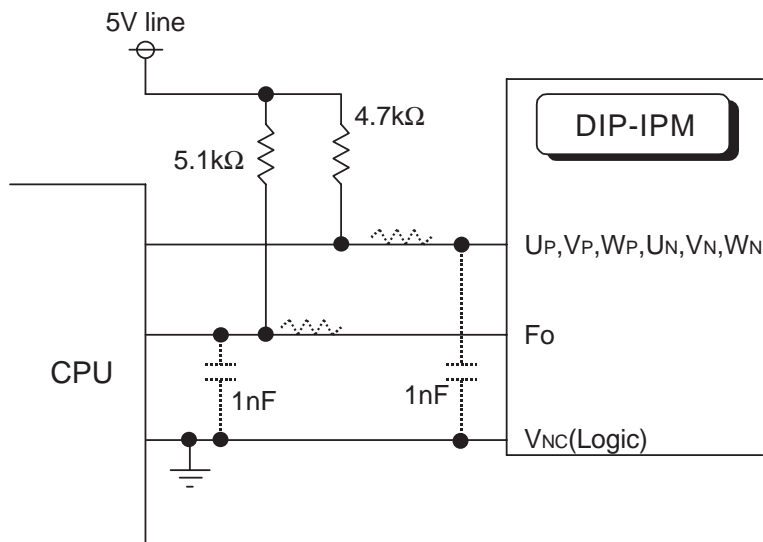 5V line
4.7kΩ
DIP-IPM
5.1kΩ
UP,VP,WP,UN,VN,WN
Fo
CPU
1nF
1nF
VNC(Logic)